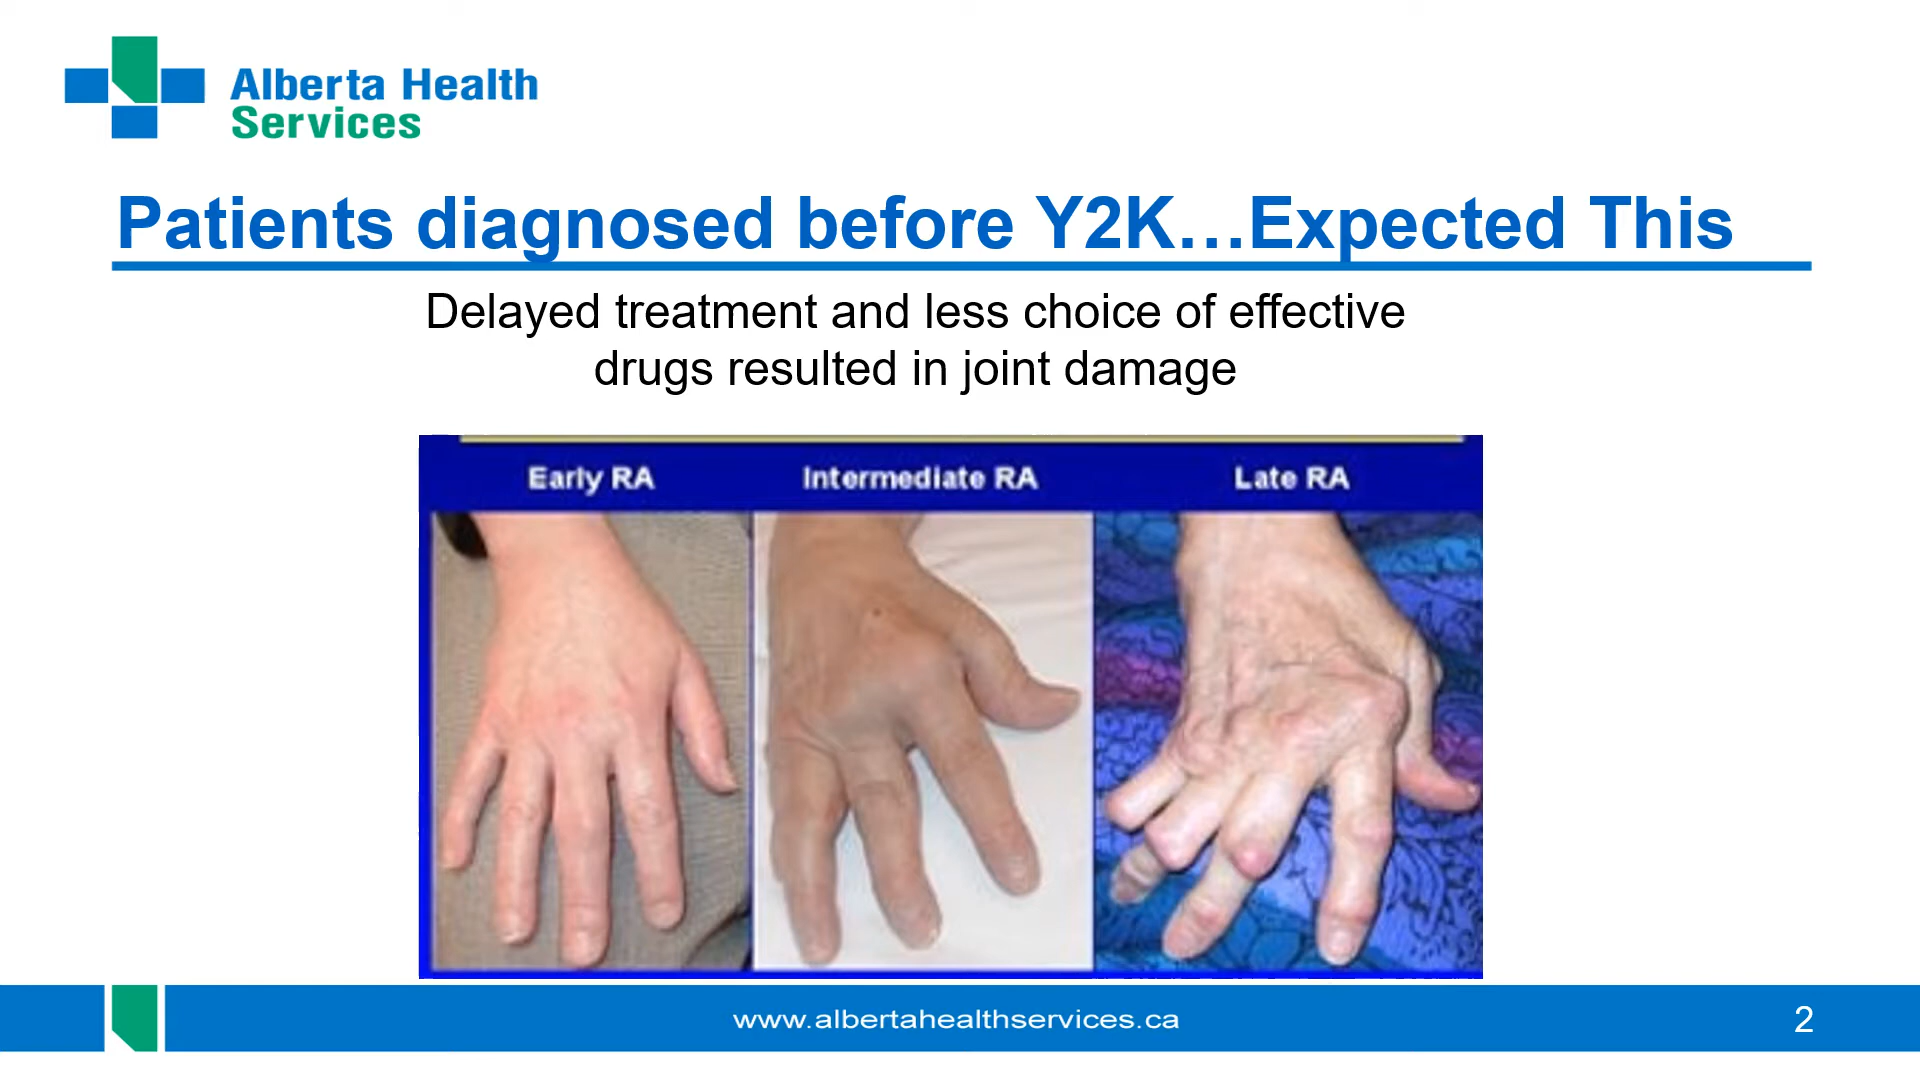 Alberta Health
Services
Patients diagnosed before Y2K…Expected This
Delayed treatment and less choice of effective
drugs resulted in joint damage
Early RA
Intermediate RA
Late RA
www.albertahealthservices.ca
2